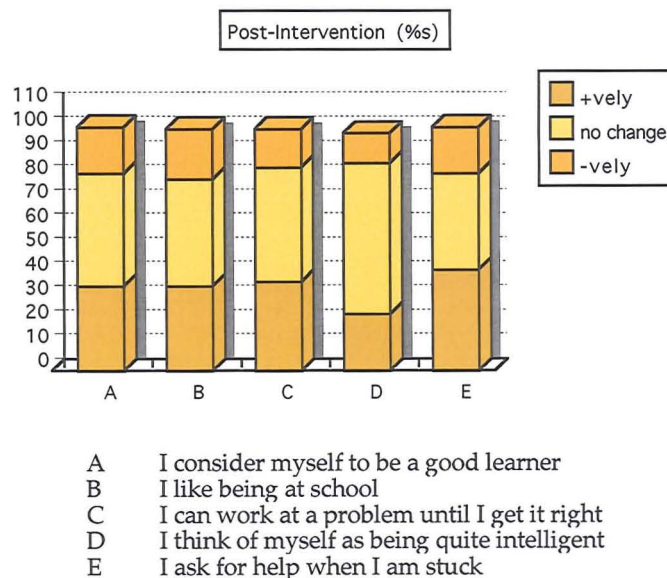 Post-Intervention (%s)
110
100
90
80
70
60
50
40
30
20
10
0
A B C D E
+vely
no change
-vely
A I consider myself to be a good learner
B I like being at school
C I can work at a problem until I get it right
D I think of myself as being quite intelligent
E I ask for help when I am stuck